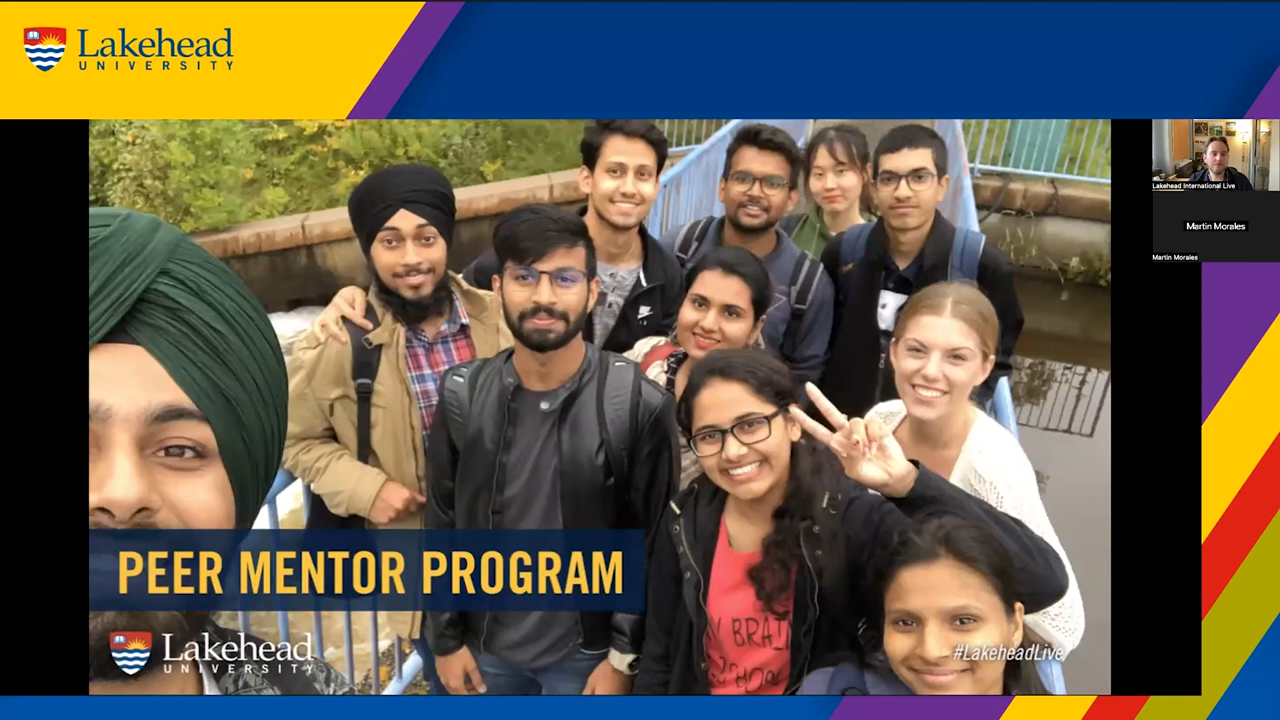 Lakehead
UNIVERSITY
Lakehead International Live
Martin Morales
Martin Morales
PEER MENTOR PROGRAM
Lakehead
UNIVERSITY
#LakeheadLive